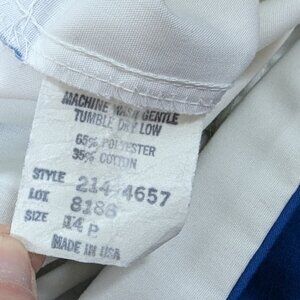 MACHINE WASH GENTLE
TUMBLE DRY LOW
65% POLYESTER
35% COTTON
STYLE 214-4657
LOT 8186
SIZE 14 P
MADE IN USA